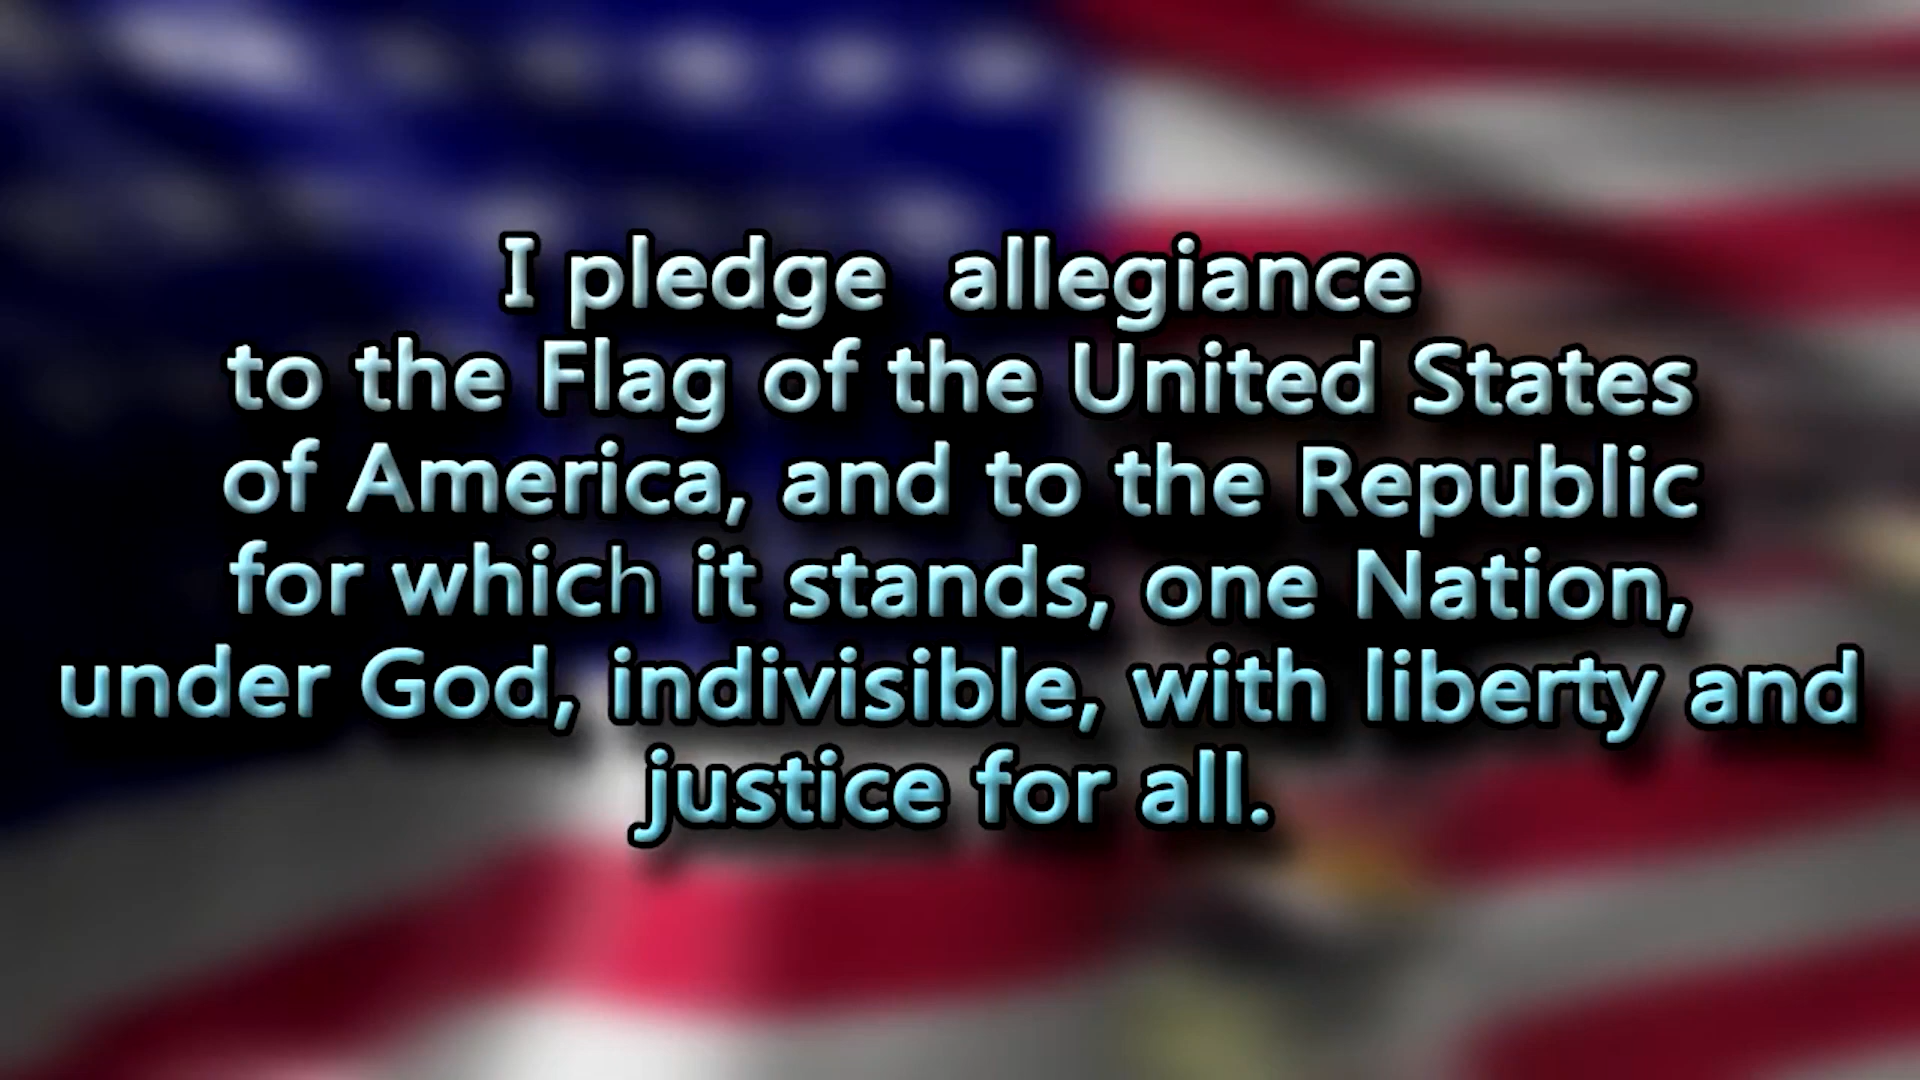 I pledge  allegiance
to the Flag of the United States
of America, and to the Republic
for which it stands, one Nation,
under God, indivisible, with liberty and
justice for all.